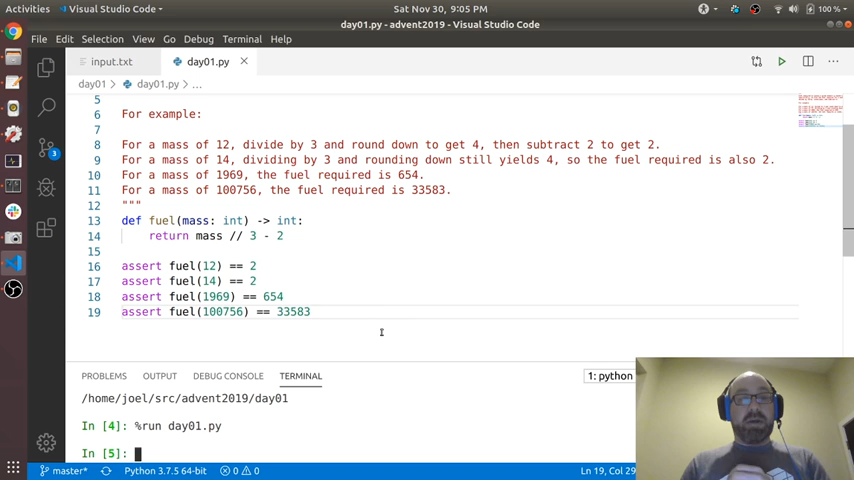 Activities Visual Studio Code Sat Nov 30, 9:05 PM 100 %
day01.py - advent2019 - Visual Studio Code
File Edit Selection View Go Debug Terminal Help
input.txt day01.py
day01 day01.py ...
5
6 For example:
7
8 For a mass of 12, divide by 3 and round down to get 4, then subtract 2 to get 2.
9 For a mass of 14, dividing by 3 and rounding down still yields 4, so the fuel required is also 2.
10 For a mass of 1969, the fuel required is 654.
11 For a mass of 100756, the fuel required is 33583.
12 """
13 def fuel(mass: int) -> int:
14 return mass // 3 - 2
15
16 assert fuel(12) == 2
17 assert fuel(14) == 2
18 assert fuel(1969) == 654
19 assert fuel(100756) == 33583
3
PROBLEMS OUTPUT DEBUG CONSOLE TERMINAL 1: python
/home/joel/src/advent2019/day01
In [4]: %run day01.py
In [5]:
master* Python 3.7.5 64-bit 0 0 Ln 19, Col 29